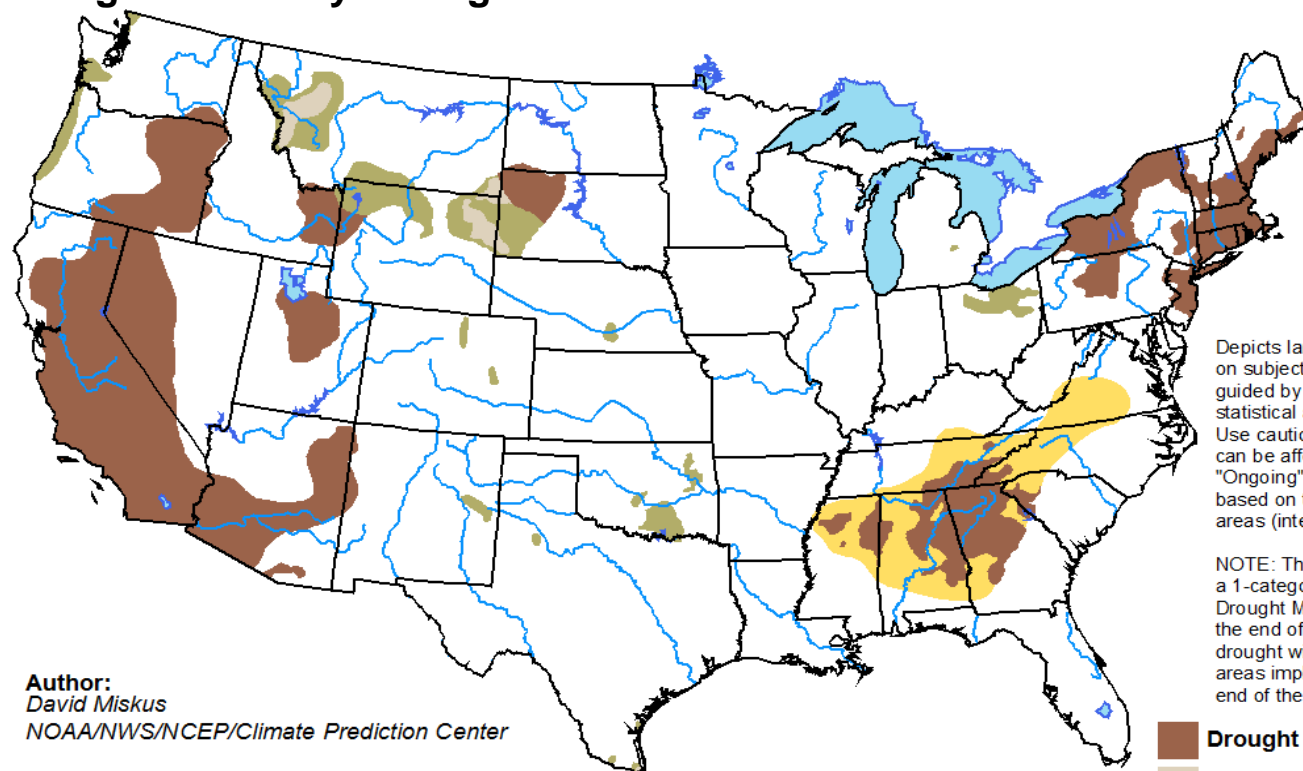 Depicts la
on subject
guided by
statistical
Use cautio
can be affe
"Ongoing"
based on
areas (inte
NOTE: Th
a 1-catego
Drought M
the end of
drought w
areas imp
end of the
Author:
David Miskus
NOAA/NWS/NCEP/Climate Prediction Center
Drought